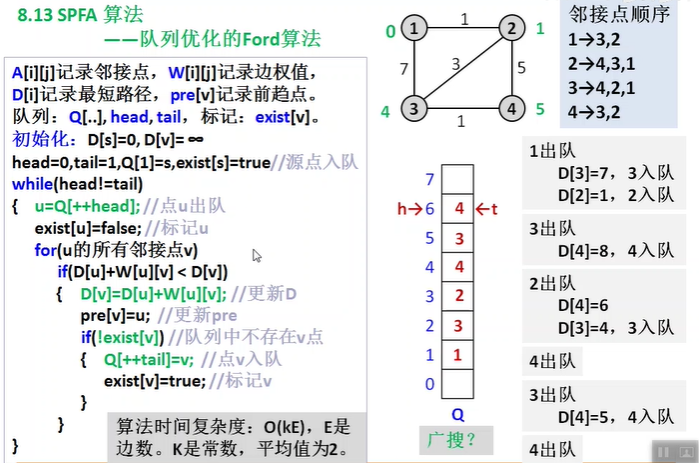 8.13 SPFA 算法
——队列优化的Ford算法
A[i][j]记录邻接点，W[i][j]记录边权值，
D[i]记录最短路径，pre[v]记录前趋点。
队列：Q[..], head, tail，标记：exist[v]。
初始化：D[s]=0, D[v]= ∞
head=0,tail=1,Q[1]=s,exist[s]=true//源点入队
while(head!=tail)
{ u=Q[++head]; //点u出队
exist[u]=false; //标记u
for(u的所有邻接点v)
if(D[u]+W[u][v] < D[v])
{ D[v]=D[u]+W[u][v]; //更新D
pre[v]=u; //更新pre
if(!exist[v]) //队列中不存在v点
{ Q[++tail]=v; //点v入队
exist[v]=true; //标记v
}
}
}
算法时间复杂度：O(kE)，E是
边数。K是常数，平均值为2。
0 1 1 2 1
7 3 5
4 3 1 4 5
7
h→ 6 4 ←t
5 3
4 4
3 2
2 3
1 1
0
Q
广搜？
邻接点顺序
1→3,2
2→4,3,1
3→4,2,1
4→3,2
1出队
D[3]=7，3入队
D[2]=1，2入队
3出队
D[4]=8，4入队
2出队
D[4]=6
D[3]=4，3入队
4出队
3出队
D[4]=5，4入队
4出队